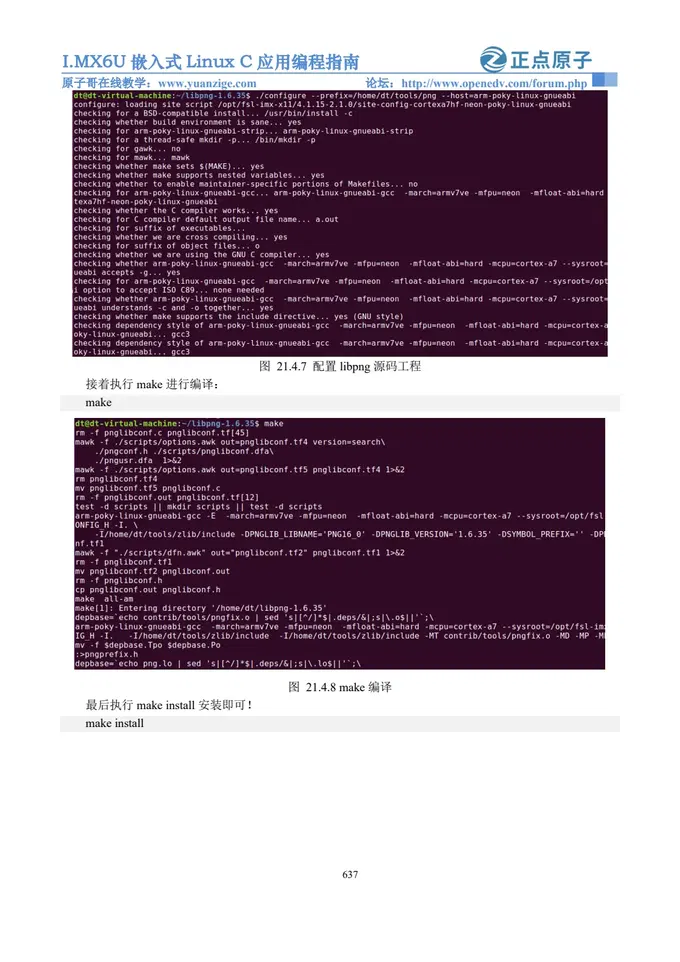 I.MX6U 嵌入式 Linux C 应用编程指南
正点原子
原子哥在线教学：www.yuanzige.com 论坛：http://www.openedv.com/forum.php
dt@dt-virtual-machine:~/libpng-1.6.35$ ./configure --prefix=/home/dt/tools/png --host=arm-poky-linux-gnueabi
configure: loading site script /opt/fsl-imx-x11/4.1.15-2.1.0/site-config-cortexa7hf-neon-poky-linux-gnueabi
checking for a BSD-compatible install... /usr/bin/install -c
checking whether build environment is sane... yes
checking for arm-poky-linux-gnueabi-strip... arm-poky-linux-gnueabi-strip
checking for a thread-safe mkdir -p... /bin/mkdir -p
checking for gawk... no
checking for mawk... mawk
checking whether make sets $(MAKE)... yes
checking whether make supports nested variables... yes
checking whether to enable maintainer-specific portions of Makefiles... no
checking for arm-poky-linux-gnueabi-gcc... arm-poky-linux-gnueabi-gcc  -march=armv7ve -mfpu=neon  -mfloat-abi=hard
texa7hf-neon-poky-linux-gnueabi
checking whether the C compiler works... yes
checking for C compiler default output file name... a.out
checking for suffix of executables...
checking whether we are cross compiling... yes
checking for suffix of object files... o
checking whether we are using the GNU C compiler... yes
checking whether arm-poky-linux-gnueabi-gcc  -march=armv7ve -mfpu=neon  -mfloat-abi=hard -mcpu=cortex-a7 --sysroot=
ueabi accepts -g... yes
checking for arm-poky-linux-gnueabi-gcc  -march=armv7ve -mfpu=neon  -mfloat-abi=hard -mcpu=cortex-a7 --sysroot=/opt
i option to accept ISO C89... none needed
checking whether arm-poky-linux-gnueabi-gcc  -march=armv7ve -mfpu=neon  -mfloat-abi=hard -mcpu=cortex-a7 --sysroot=
ueabi understands -c and -o together... yes
checking whether make supports the include directive... yes (GNU style)
checking dependency style of arm-poky-linux-gnueabi-gcc  -march=armv7ve -mfpu=neon  -mfloat-abi=hard -mcpu=cortex-a
oky-linux-gnueabi... gcc3
checking dependency style of arm-poky-linux-gnueabi-gcc  -march=armv7ve -mfpu=neon  -mfloat-abi=hard -mcpu=cortex-a
oky-linux-gnueabi... gcc3
图 21.4.7 配置 libpng 源码工程
接着执行 make 进行编译：
make
dt@dt-virtual-machine:~/libpng-1.6.35$ make
rm -f pnglibconf.c pnglibconf.tf[45]
mawk -f ./scripts/options.awk out=pnglibconf.tf4 version=search\
./pngconf.h ./scripts/pnglibconf.dfa\
./pngusr.dfa  1>&2
mawk -f ./scripts/options.awk out=pnglibconf.tf5 pnglibconf.tf4 1>&2
rm pnglibconf.tf4
mv pnglibconf.tf5 pnglibconf.c
rm -f pnglibconf.out pnglibconf.tf[12]
test -d scripts || mkdir scripts || test -d scripts
arm-poky-linux-gnueabi-gcc -E  -march=armv7ve -mfpu=neon  -mfloat-abi=hard -mcpu=cortex-a7 --sysroot=/opt/fsl
ONFIG_H -I. \
-I/home/dt/tools/zlib/include -DPNGLIB_LIBNAME='PNG16_0' -DPNGLIB_VERSION='1.6.35' -DSYMBOL_PREFIX='' -DP
nf.tf1
mawk -f "./scripts/dfn.awk" out="pnglibconf.tf2" pnglibconf.tf1 1>&2
rm -f pnglibconf.tf1
mv pnglibconf.tf2 pnglibconf.out
rm -f pnglibconf.h
cp pnglibconf.out pnglibconf.h
make  all-am
make[1]: Entering directory '/home/dt/libpng-1.6.35'
depbase=`echo contrib/tools/pngfix.o | sed 's|[^/]*$|.deps/&|;s|\.o$||'`;\
arm-poky-linux-gnueabi-gcc  -march=armv7ve -mfpu=neon  -mfloat-abi=hard -mcpu=cortex-a7 --sysroot=/opt/fsl-im
IG_H -I.   -I/home/dt/tools/zlib/include  -I/home/dt/tools/zlib/include -MT contrib/tools/pngfix.o -MD -MP -M
mv -f $depbase.Tpo $depbase.Po
:>pngprefix.h
depbase=`echo png.lo | sed 's|[^/]*$|.deps/&|;s|\.lo$||'`;\
图 21.4.8 make 编译
最后执行 make install 安装即可！
make install
637